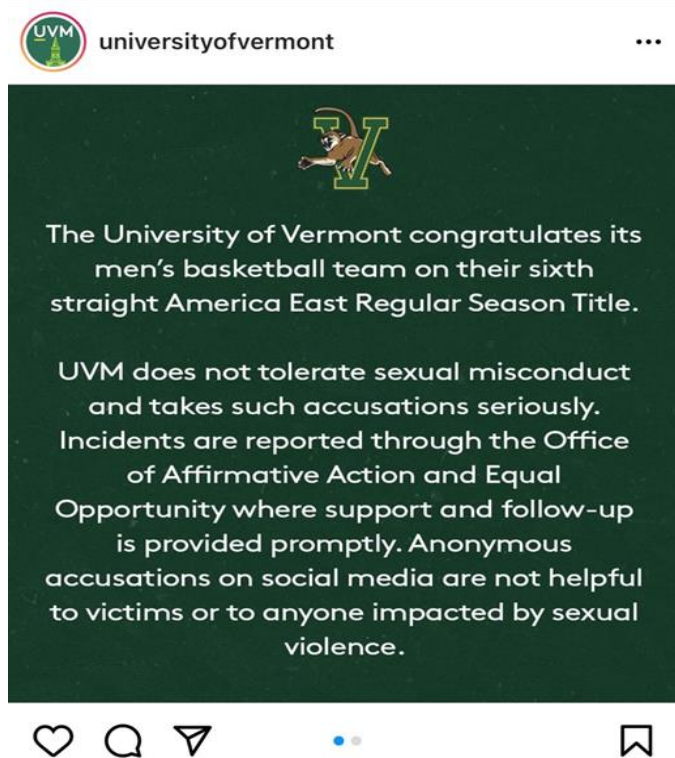 UVM
universityofvermont
V
The University of Vermont congratulates its
men's basketball team on their sixth
straight America East Regular Season Title.
UVM does not tolerate sexual misconduct
and takes such accusations seriously.
Incidents are reported through the Office
of Affirmative Action and Equal
Opportunity where support and follow-up
is provided promptly. Anonymous
accusations on social media are not helpful
to victims or to anyone impacted by sexual
violence.